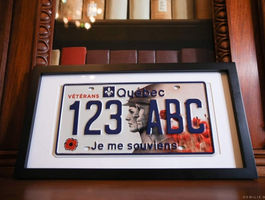 VÉTÉRANS
Québec
123 ABC
Je me souviens